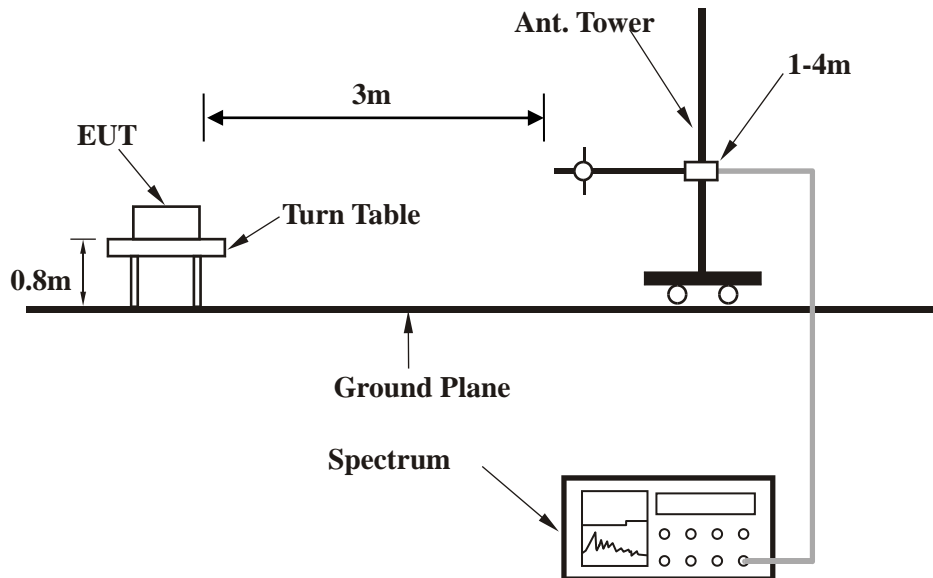 Ant. Tower
1-4m
3m
EUT
Turn Table
0.8m
Ground Plane
Spectrum